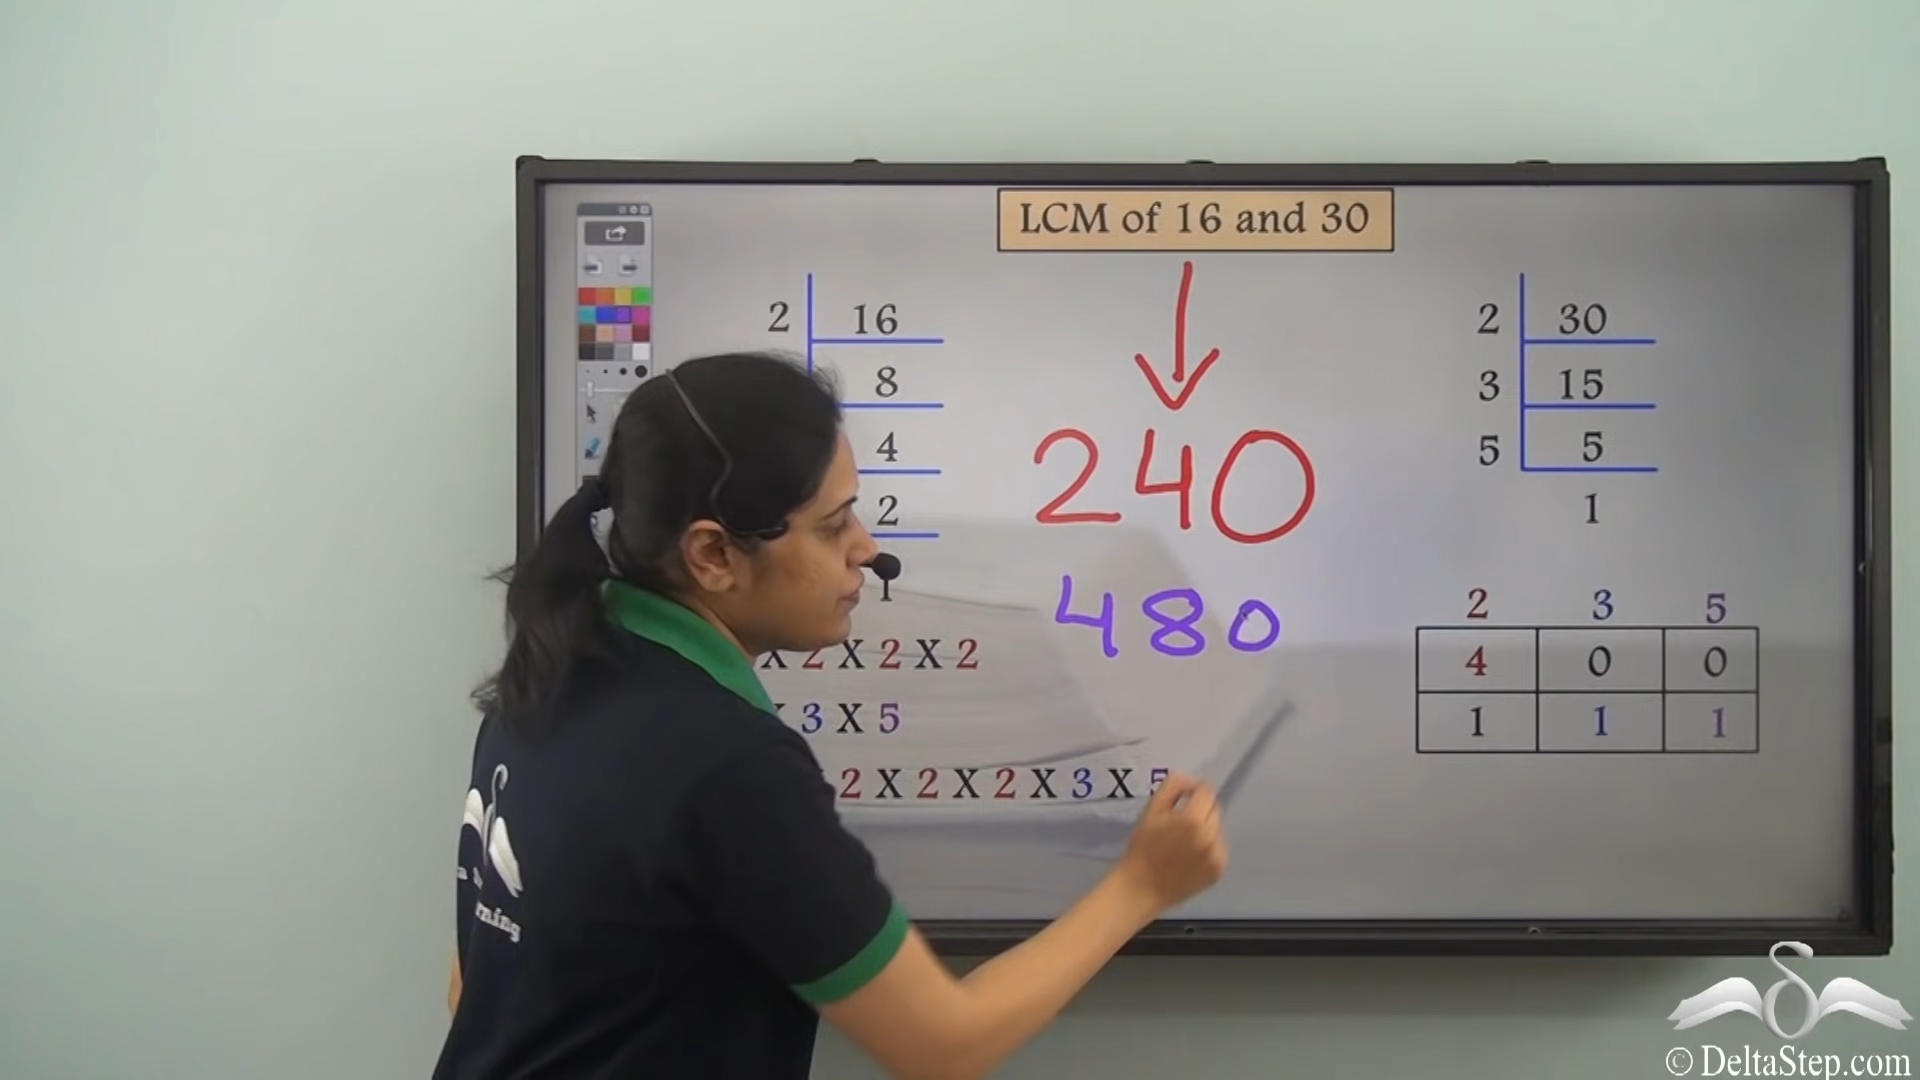 LCM of 16 and 30
2 16
8
4
2
1
240
480
2 30
3 15
5 5
1
X 2 X 2 X 2
X 3 X 5
2 X 2 X 2 X 3 X 5
2 3 5
4 0 0
1 1 1
© DeltaStep.com